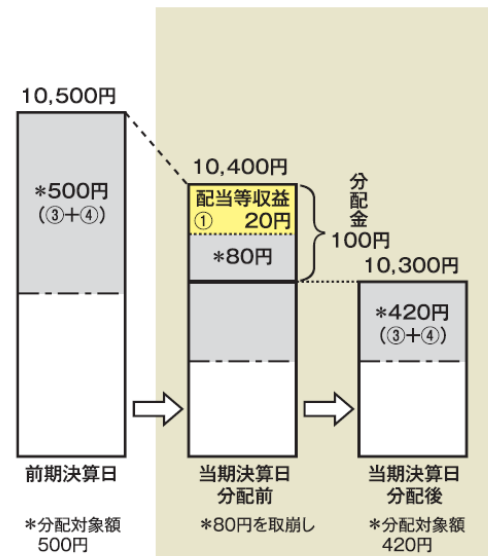 10,500円
*500円
(③+④)
前期決算日
*分配対象額
500円
10,400円
配当等収益
① 20円
*80円
分配金
100円
当期決算日
分配前
*80円を取崩し
10,300円
*420円
(③+④)
当期決算日
分配後
*分配対象額
420円